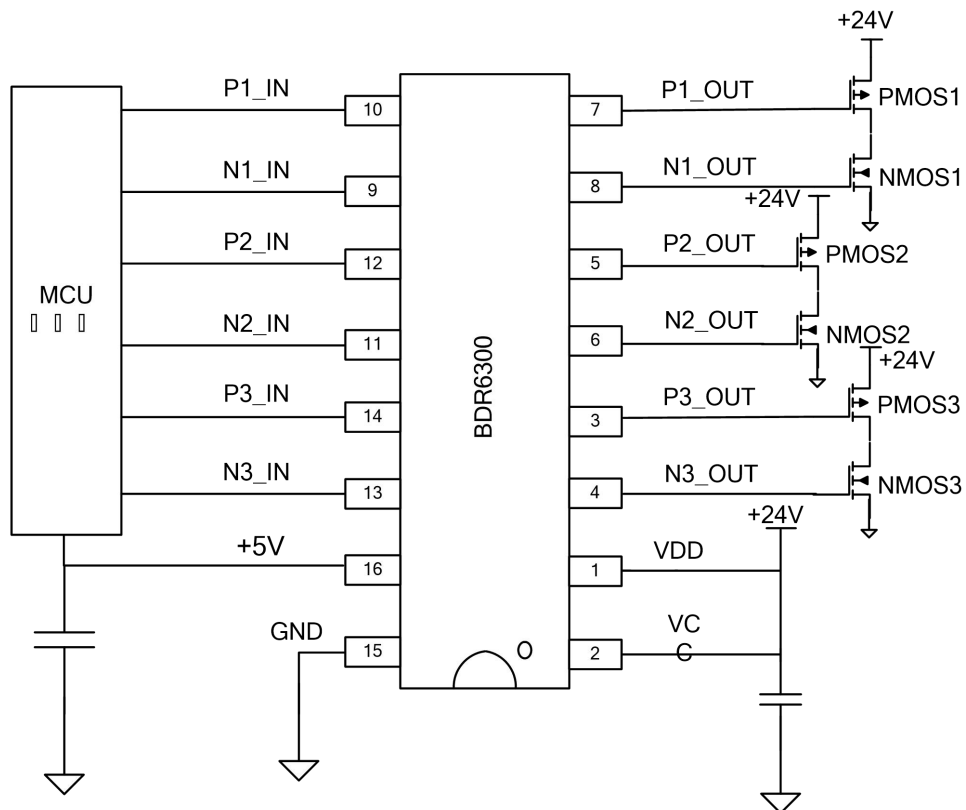 +24V
P1_IN
10
7
P1_OUT
PMOS1
N1_IN
9
8
N1_OUT
NMOS1
+24V
P2_IN
12
5
P2_OUT
PMOS2
MCU
N2_IN
11
6
N2_OUT
NMOS2
+24V
BDR6300
P3_IN
14
3
P3_OUT
PMOS3
N3_IN
13
4
N3_OUT
NMOS3
+24V
+5V
16
1
VDD
GND
15
2
VC
C